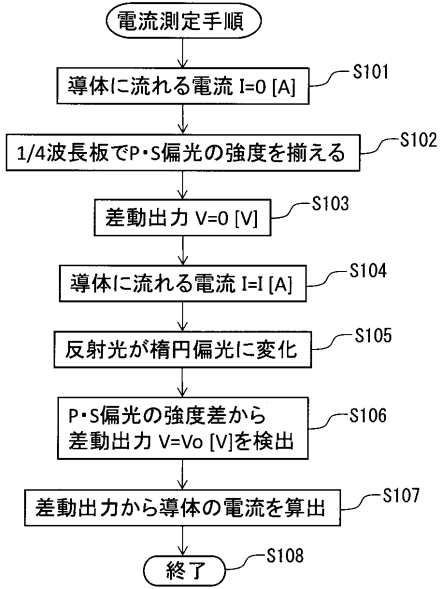 電流測定手順
導体に流れる電流 I=0 [A]
S101
1/4波長板でP・S偏光の強度を揃える
S102
差動出力 V=0 [V]
S103
導体に流れる電流 I=I [A]
S104
反射光が楕円偏光に変化
S105
P・S偏光の強度差から
差動出力 V=Vo [V]を検出
S106
差動出力から導体の電流を算出
S107
終了
S108